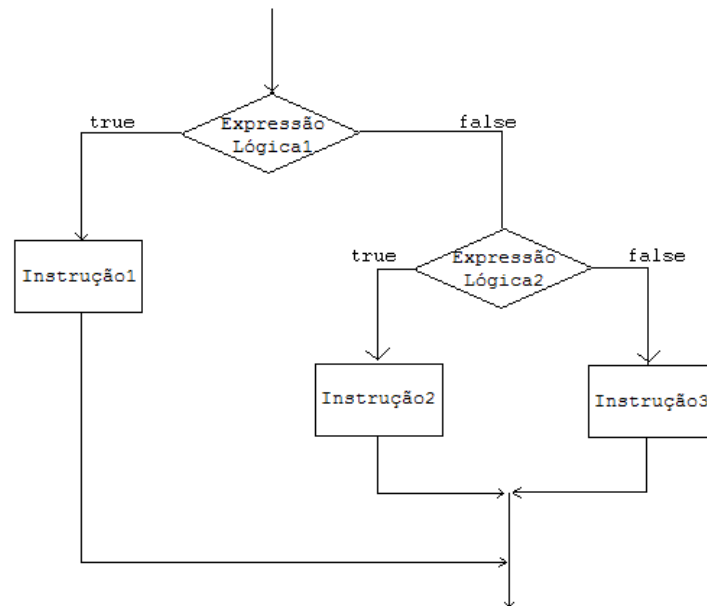 true
Expressão
Lógica1
false
Instrução1
true
Expressão
Lógica2
false
Instrução2
Instrução3